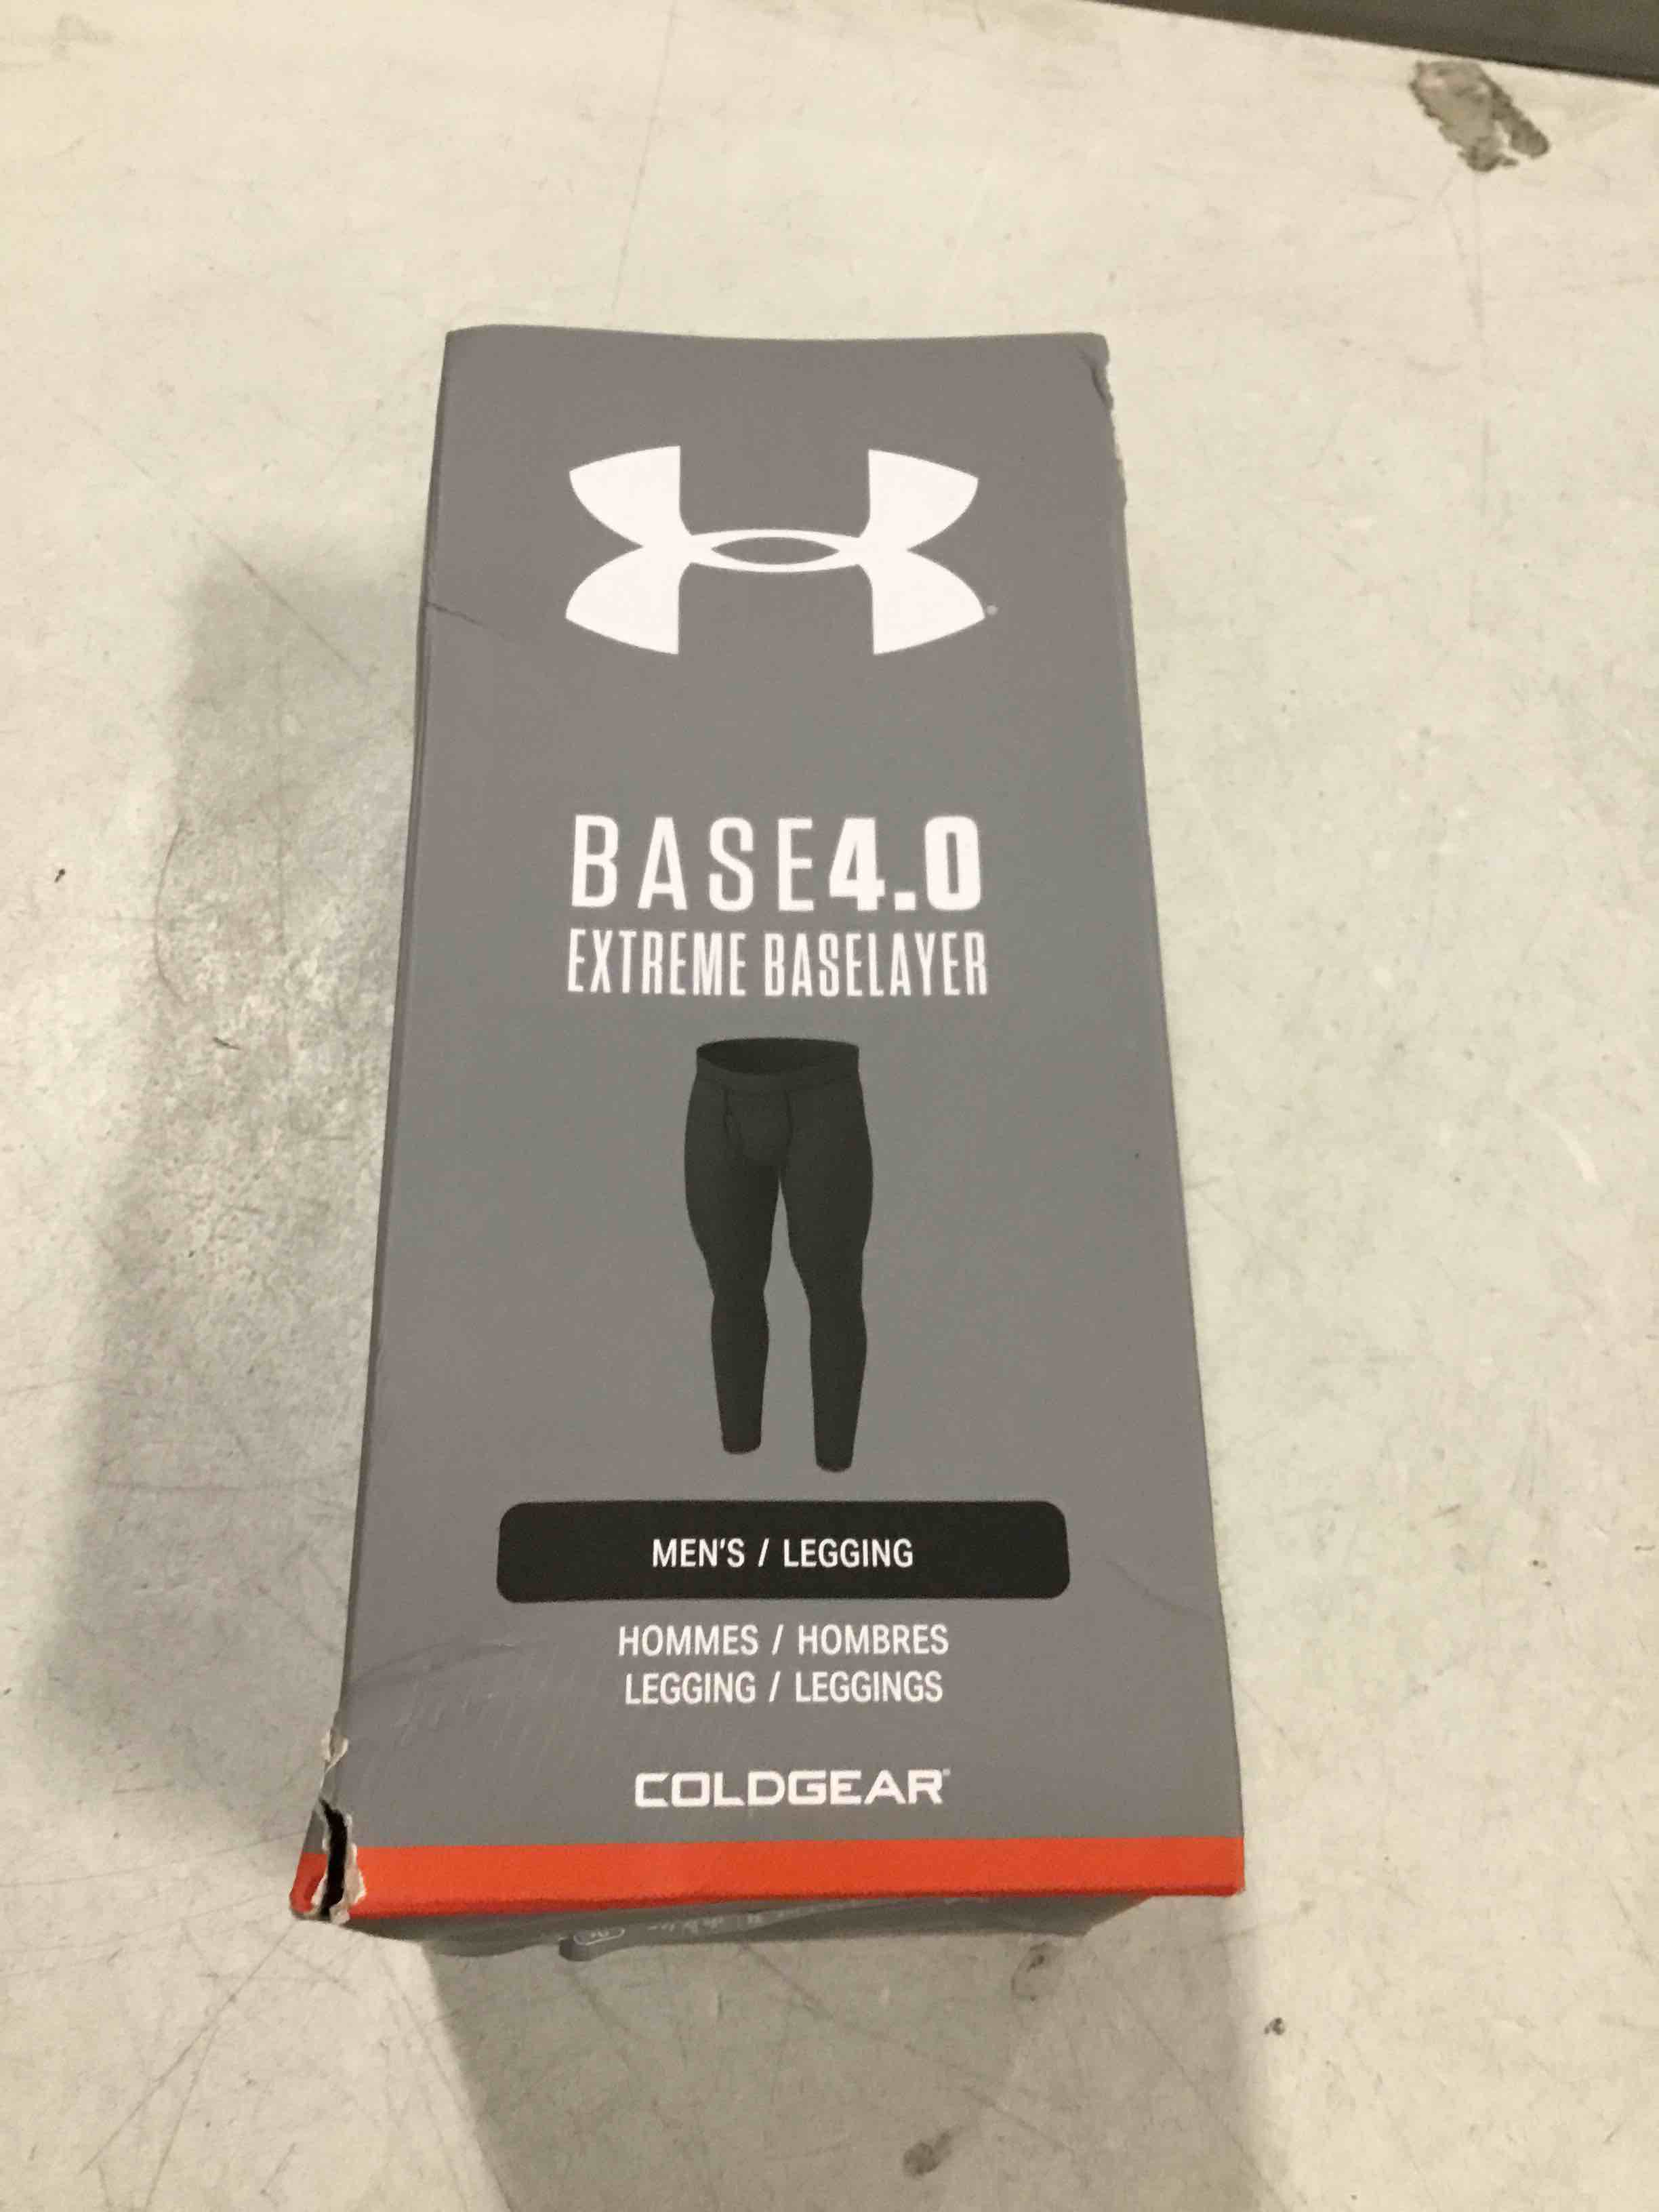 BASE4.0
EXTREME BASELAYER
MEN'S / LEGGING
HOMMES / HOMBRES
LEGGING / LEGGINGS
COLDGEAR®